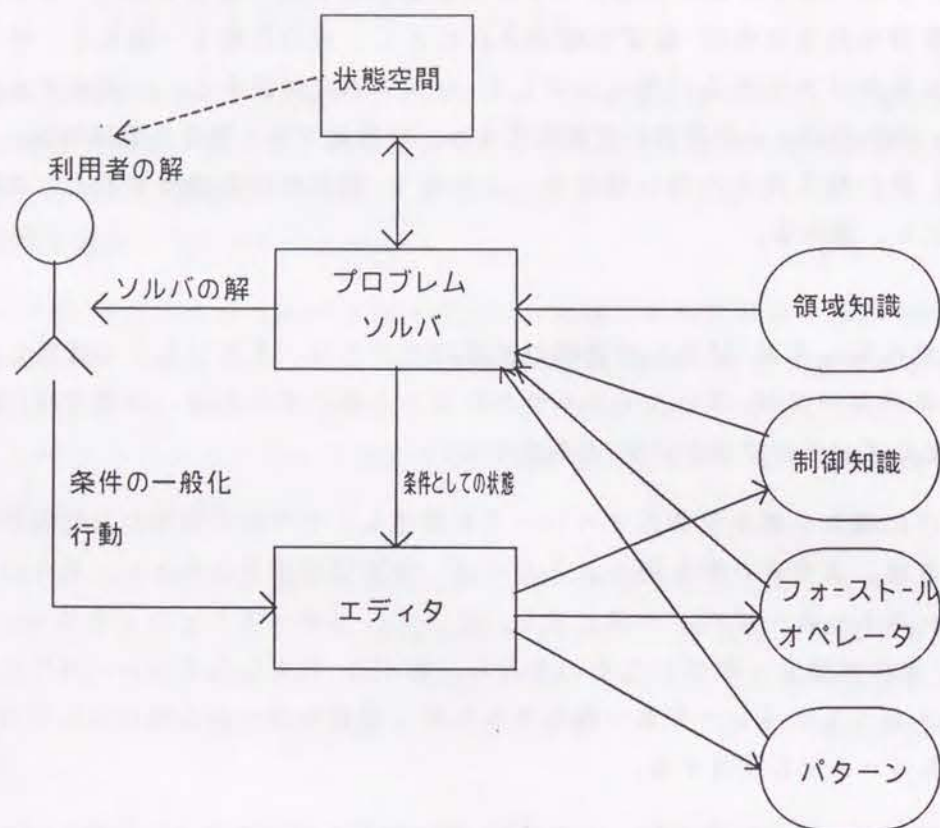 状態空間
利用者の解
ソルバの解
プロブレム
ソルバ
領域知識
制御知識
条件の一般化
行動
条件としての状態
エディタ
フォーストール
オペレータ
パターン